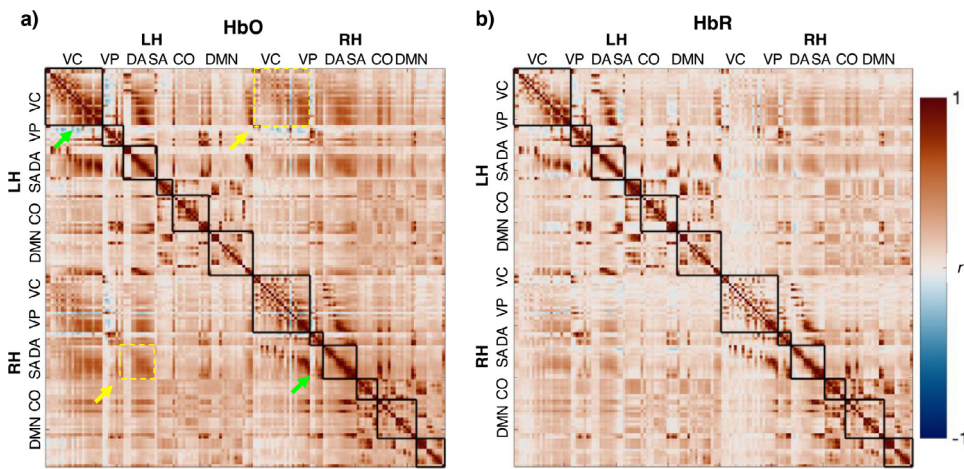 a)
HbO
LH
RH
VC VP DA SA CO DMN VC VP DA SA CO DMN
LH
VC
VP
SA DA
CO
DMN
RH
VC
VP
SA DA
CO
DMN
b)
HbR
LH
RH
VC VP DA SA CO DMN VC VP DA SA CO DMN
LH
VC
VP
SA DA
CO
DMN
RH
VC
VP
SA DA
CO
DMN
1
r
-1